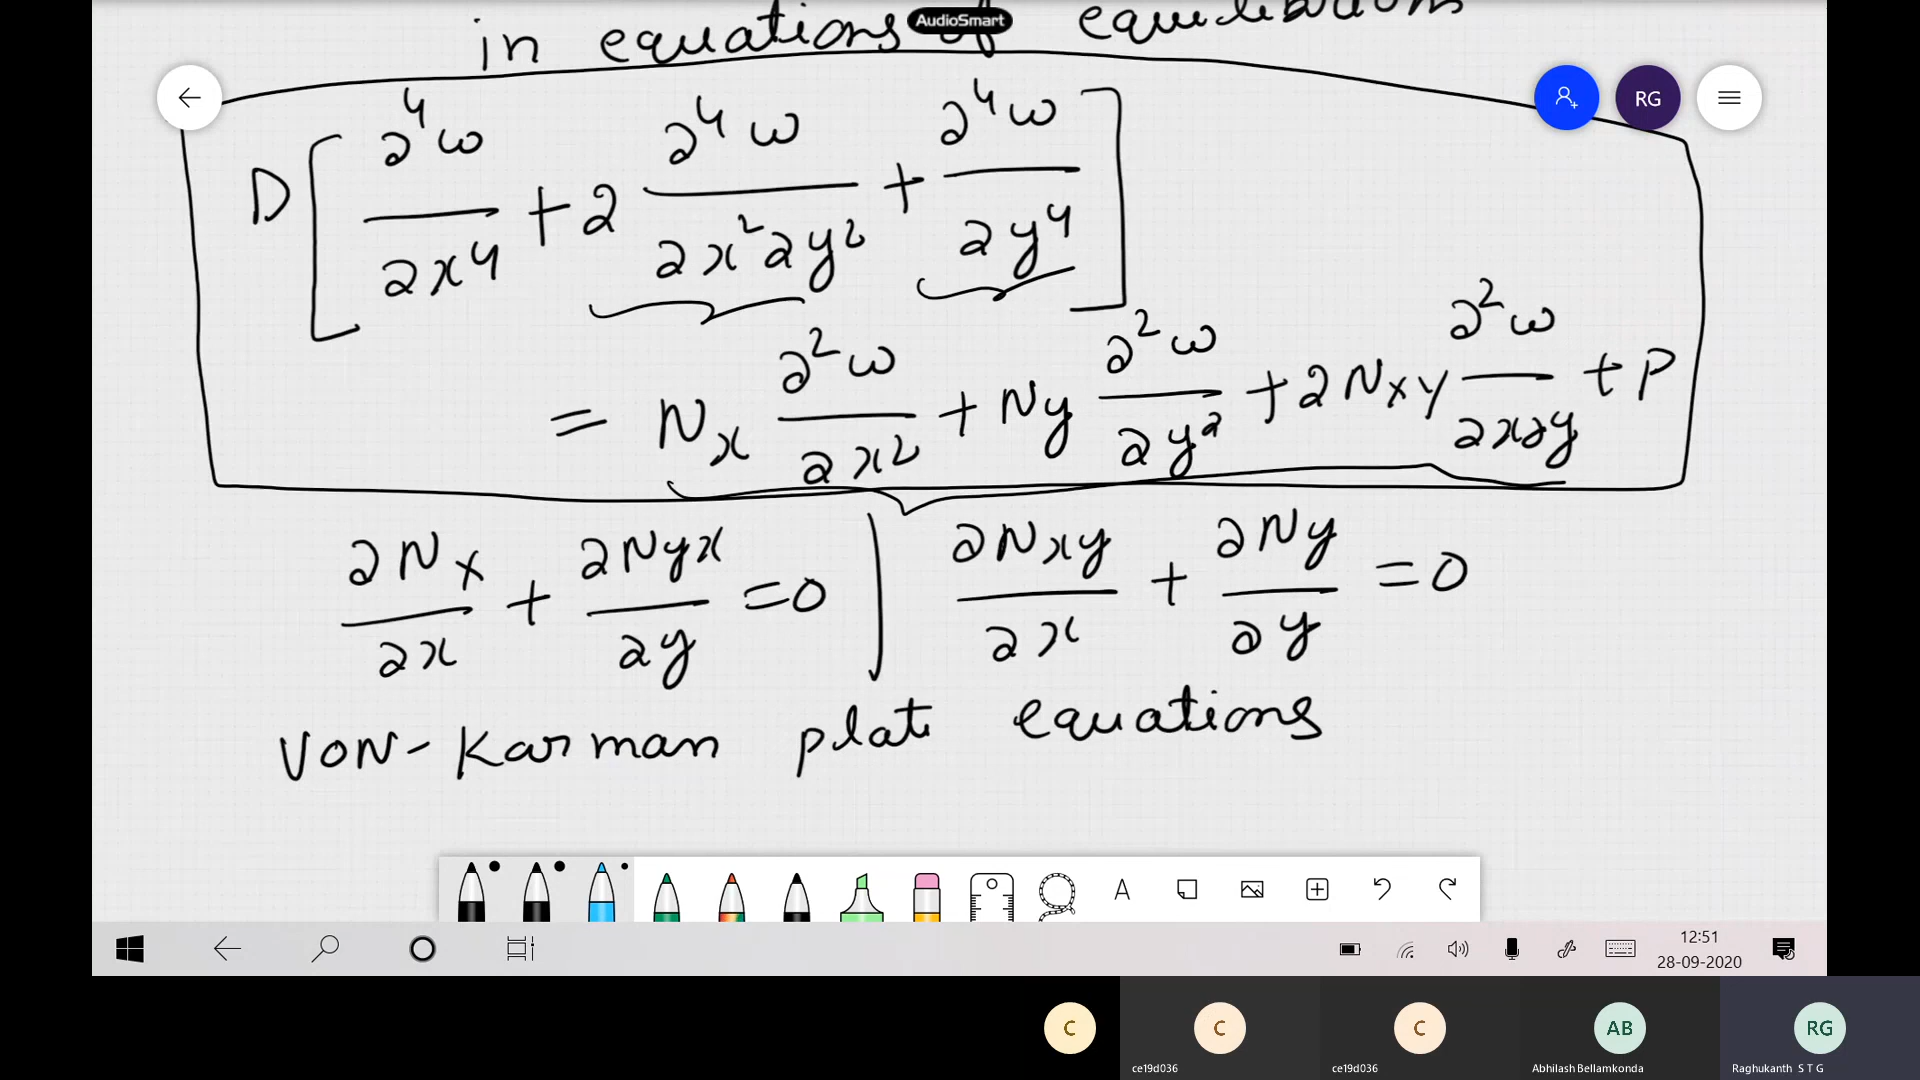 in equations of equilibrium
AudioSmart
RG
D[∂⁴w/∂x⁴ + 2 ∂⁴w/∂x²∂y² + ∂⁴w/∂y⁴]
= Nx ∂²w/∂x² + Ny ∂²w/∂y² + 2Nxy ∂²w/∂x∂y + P
∂Nx/∂x + ∂Nyx/∂y = 0 | ∂Nxy/∂x + ∂Ny/∂y = 0
VON-Karman plate equations
A
12:51
28-09-2020
C C C AB RG
ce19d036 ce19d036 Abhilash Bellamkonda Raghukanth S T G